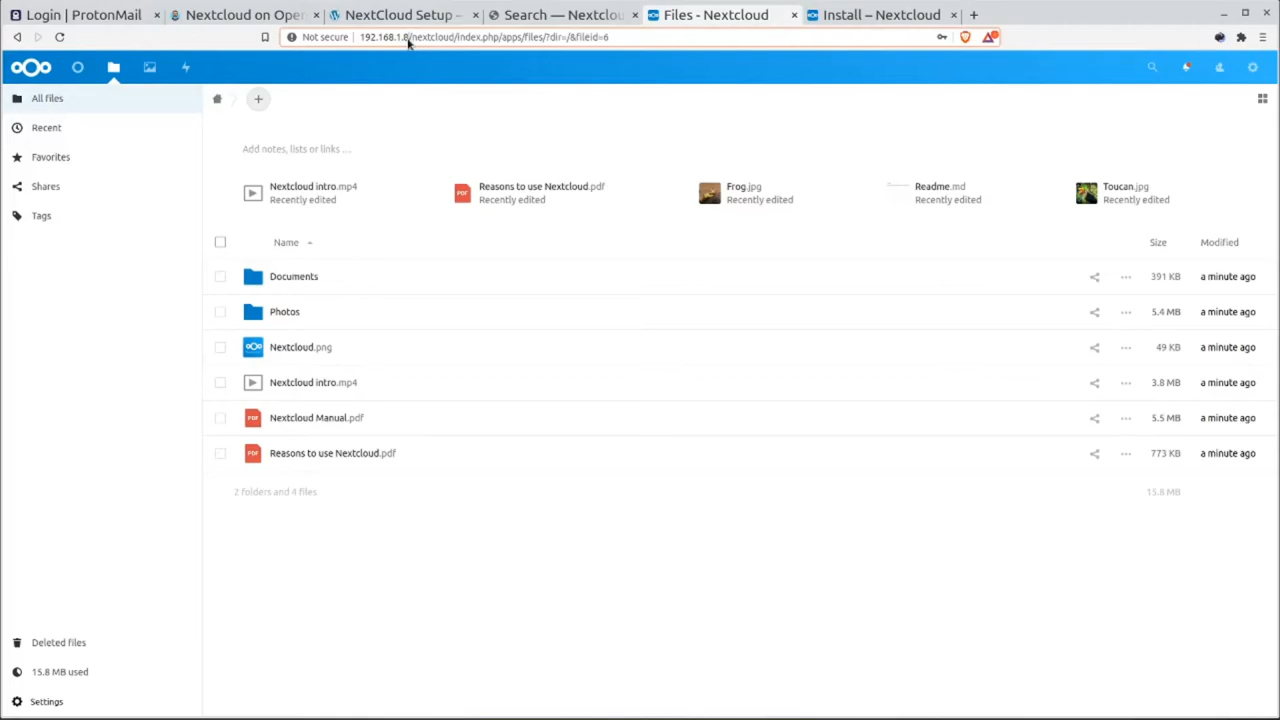 Login | ProtonMail
Nextcloud on Oper
NextCloud Setup –
Search — Nextclou
Files - Nextcloud
Install – Nextcloud
Not secure
192.168.1.8/nextcloud/index.php/apps/files/?dir=/&fileid=6
All files
Recent
Favorites
Shares
Tags
Add notes, lists or links ...
Nextcloud intro.mp4
Recently edited
Reasons to use Nextcloud.pdf
Recently edited
Frog.jpg
Recently edited
Readme.md
Recently edited
Toucan.jpg
Recently edited
Name Size Modified
Documents 391 KB a minute ago
Photos 5.4 MB a minute ago
Nextcloud.png 49 KB a minute ago
Nextcloud intro.mp4 3.8 MB a minute ago
PDF Nextcloud Manual.pdf 5.5 MB a minute ago
PDF Reasons to use Nextcloud.pdf 773 KB a minute ago
2 folders and 4 files 15.8 MB
Deleted files
15.8 MB used
Settings